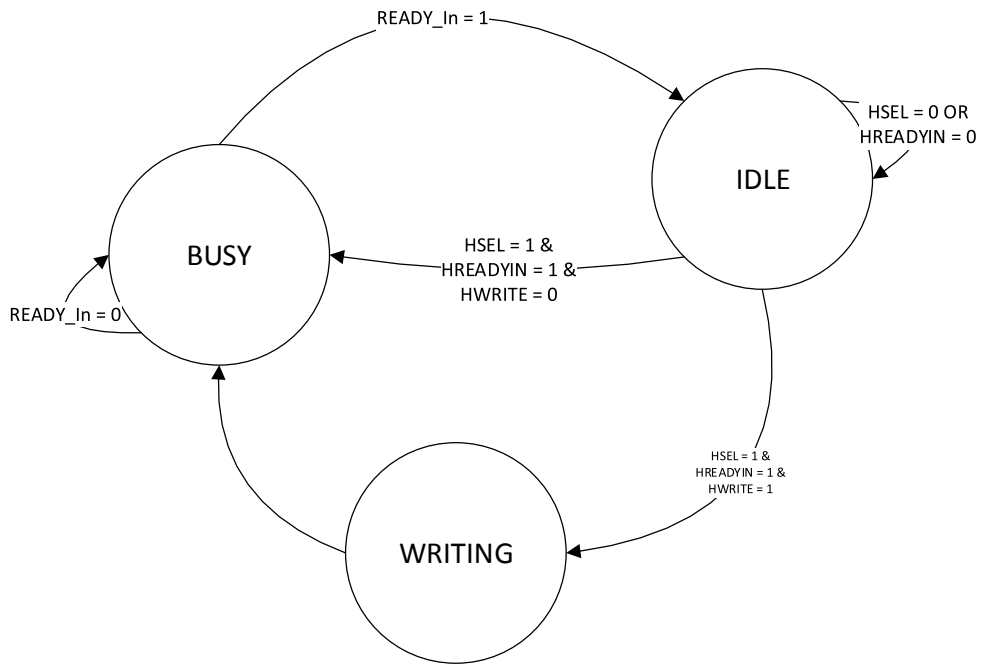 READY_In = 1
HSEL = 0 OR
HREADYIN = 0
IDLE
BUSY
HSEL = 1 &
HREADYIN = 1 &
HWRITE = 0
READY_In = 0
HSEL = 1 &
HREADYIN = 1 &
HWRITE = 1
WRITING